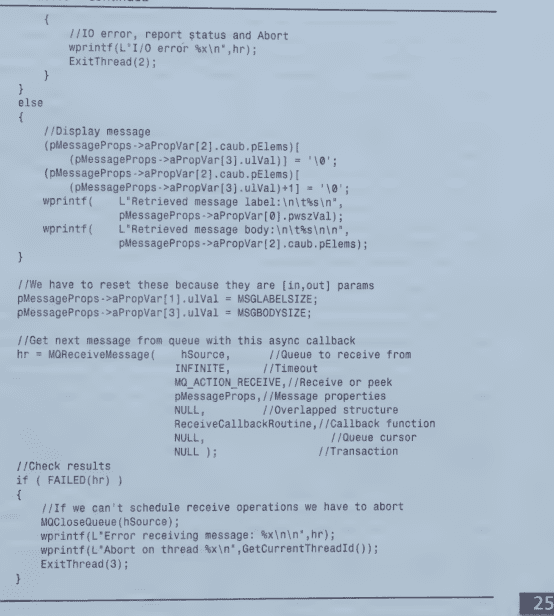 {
//IO error, report status and Abort
wprintf(L"I/O error %x\n",hr);
ExitThread(2);
}
}
else
{
//Display message
(pMessageProps->aPropVar[2].caub.pElems)[
(pMessageProps->aPropVar[3].ulVal)] = '\0';
(pMessageProps->aPropVar[2].caub.pElems)[
(pMessageProps->aPropVar[3].ulVal)+1] = '\0';
wprintf( L"Retrieved message label:\n\t%s\n",
pMessageProps->aPropVar[0].pwszVal);
wprintf( L"Retrieved message body:\n\t%s\n\n",
pMessageProps->aPropVar[2].caub.pElems);
}
//We have to reset these because they are [in,out] params
pMessageProps->aPropVar[1].ulVal = MSGLABELSIZE;
pMessageProps->aPropVar[3].ulVal = MSGBODYSIZE;
//Get next message from queue with this async callback
hr = MQReceiveMessage( hSource, //Queue to receive from
INFINITE, //Timeout
MQ_ACTION_RECEIVE,//Receive or peek
pMessageProps,//Message properties
NULL, //Overlapped structure
ReceiveCallbackRoutine,//Callback function
NULL, //Queue cursor
NULL ); //Transaction
//Check results
if ( FAILED(hr) )
{
//If we can't schedule receive operations we have to abort
MQCloseQueue(hSource);
wprintf(L"Error receiving message: %x\n\n",hr);
wprintf(L"Abort on thread %x\n",GetCurrentThreadId());
ExitThread(3);
}
25